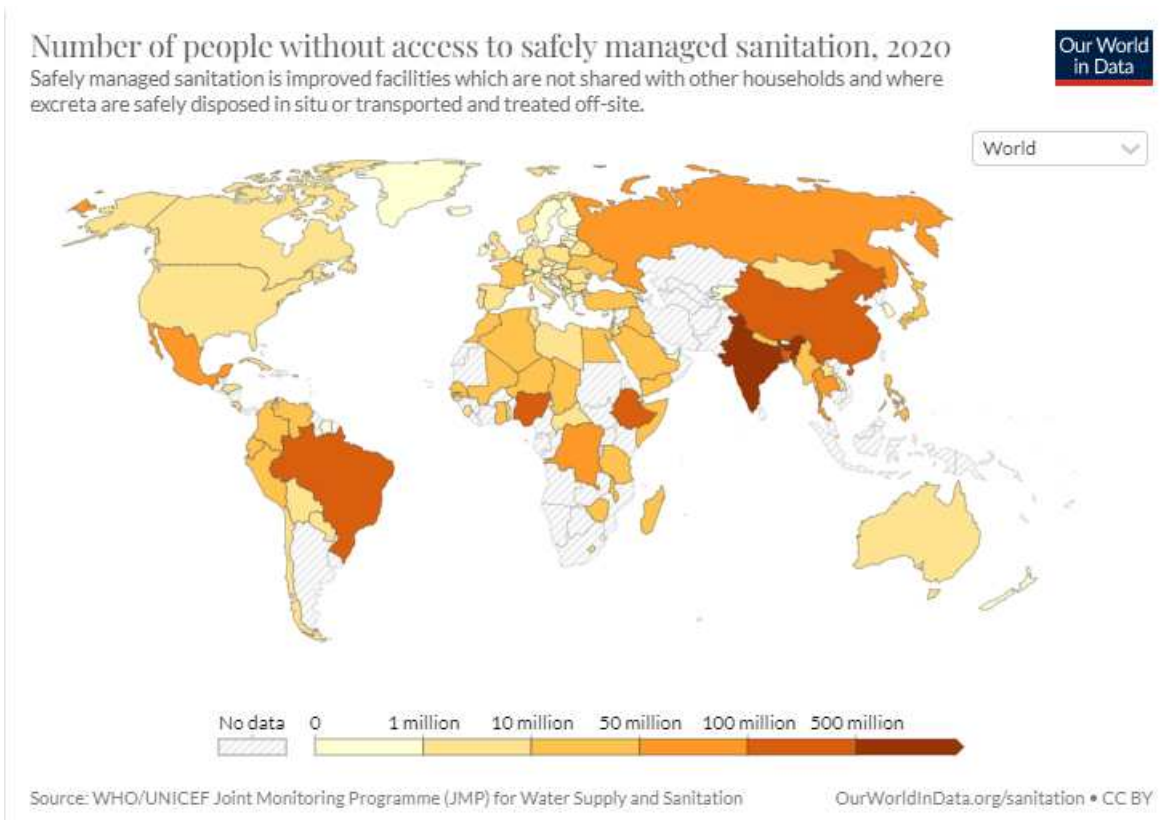 Number of people without access to safely managed sanitation, 2020
Our World
in Data
Safely managed sanitation is improved facilities which are not shared with other households and where
excreta are safely disposed in situ or transported and treated off-site.
World
No data 0 1 million 10 million 50 million 100 million 500 million
Source: WHO/UNICEF Joint Monitoring Programme (JMP) for Water Supply and Sanitation OurWorldInData.org/sanitation • CC BY